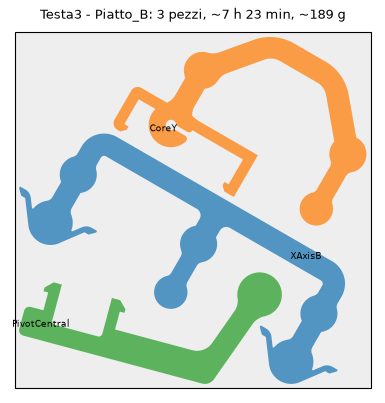 Testa3 - Piatto_B: 3 pezzi, ~7 h 23 min, ~189 g
CoreY
XAxisB
PivotCentral